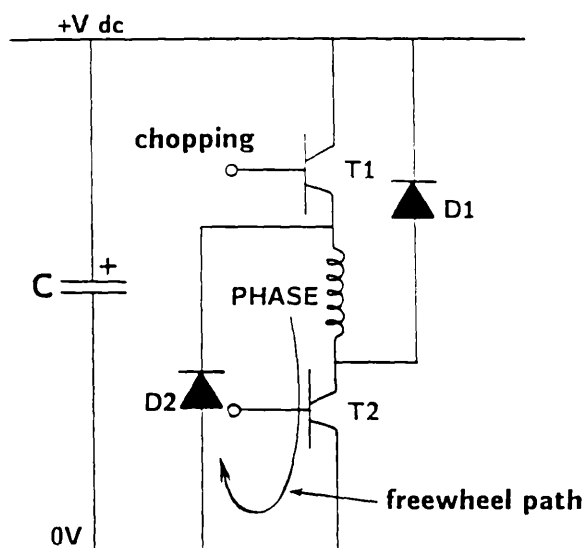 +V dc
chopping
T1
D1
+
C
PHASE
D2
T2
freewheel path
0V